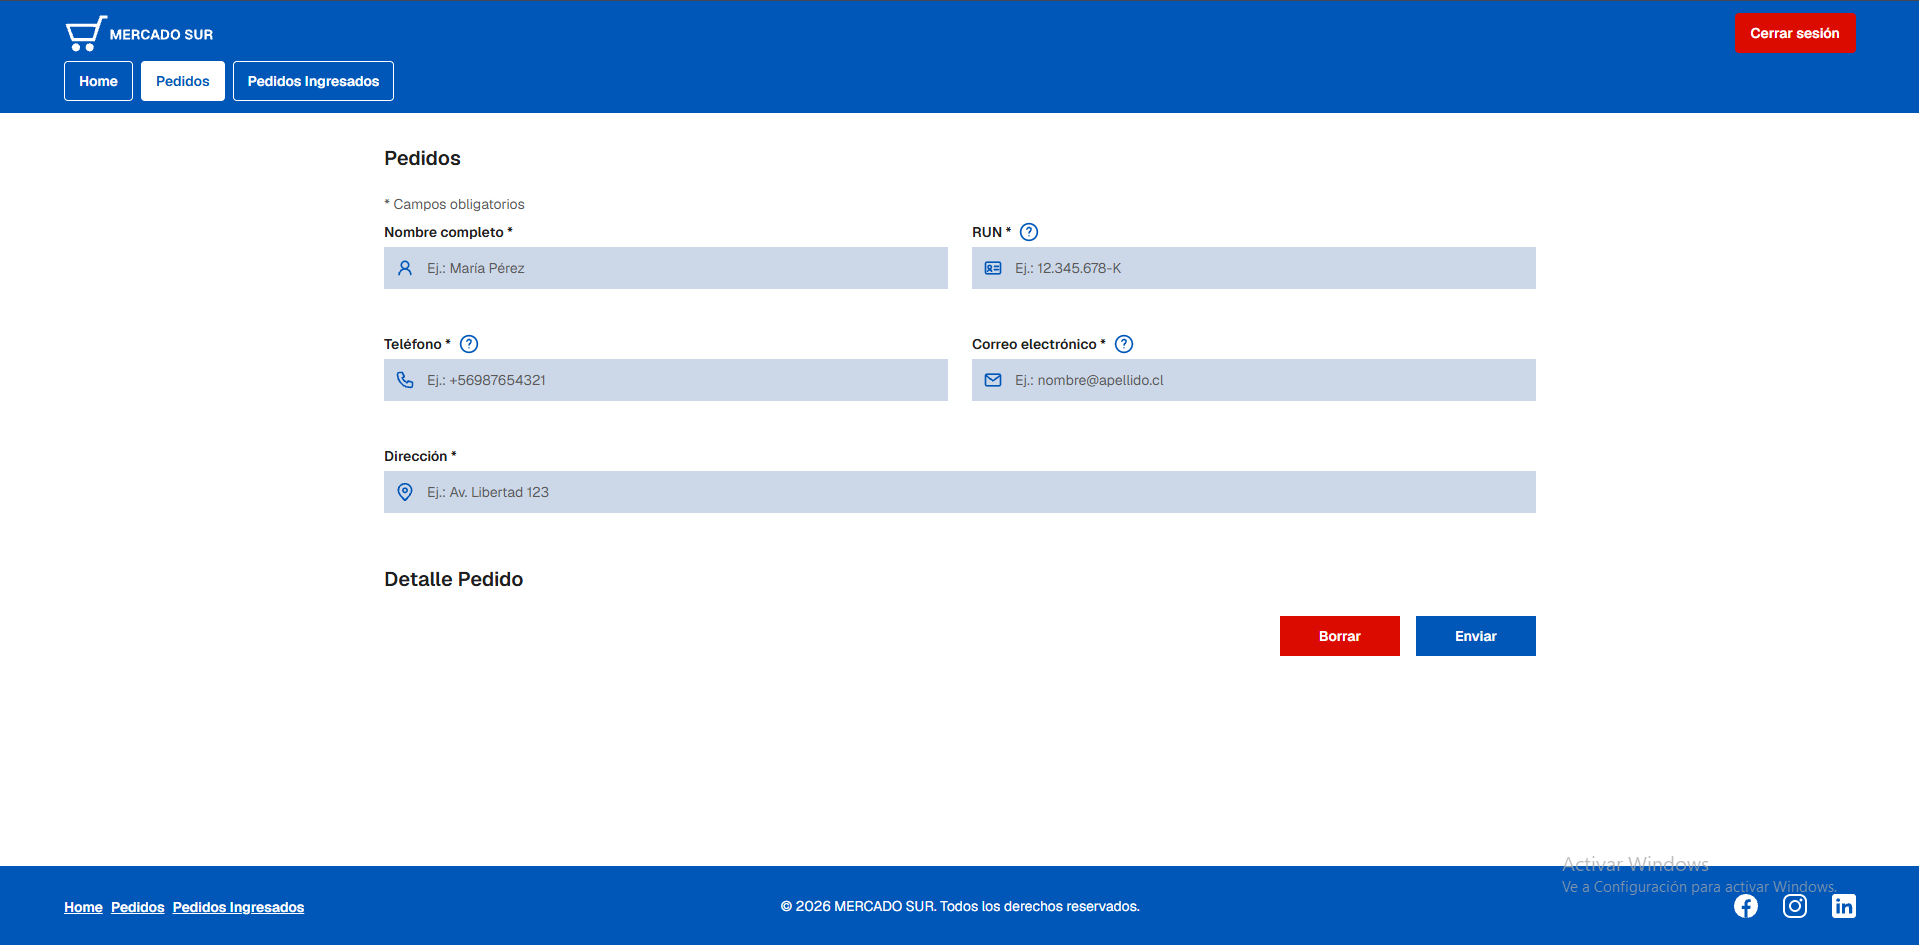 MERCADO SUR
Cerrar sesión
Home
Pedidos
Pedidos Ingresados
Pedidos
* Campos obligatorios
Nombre completo *
RUN *
Ej.: María Pérez
Ej.: 12.345.678-K
Teléfono *
Correo electrónico *
Ej.: +56987654321
Ej.: nombre@apellido.cl
Dirección *
Ej.: Av. Libertad 123
Detalle Pedido
Borrar
Enviar
Activar Windows
Ve a Configuración para activar Windows.
Home Pedidos Pedidos Ingresados
© 2026 MERCADO SUR. Todos los derechos reservados.